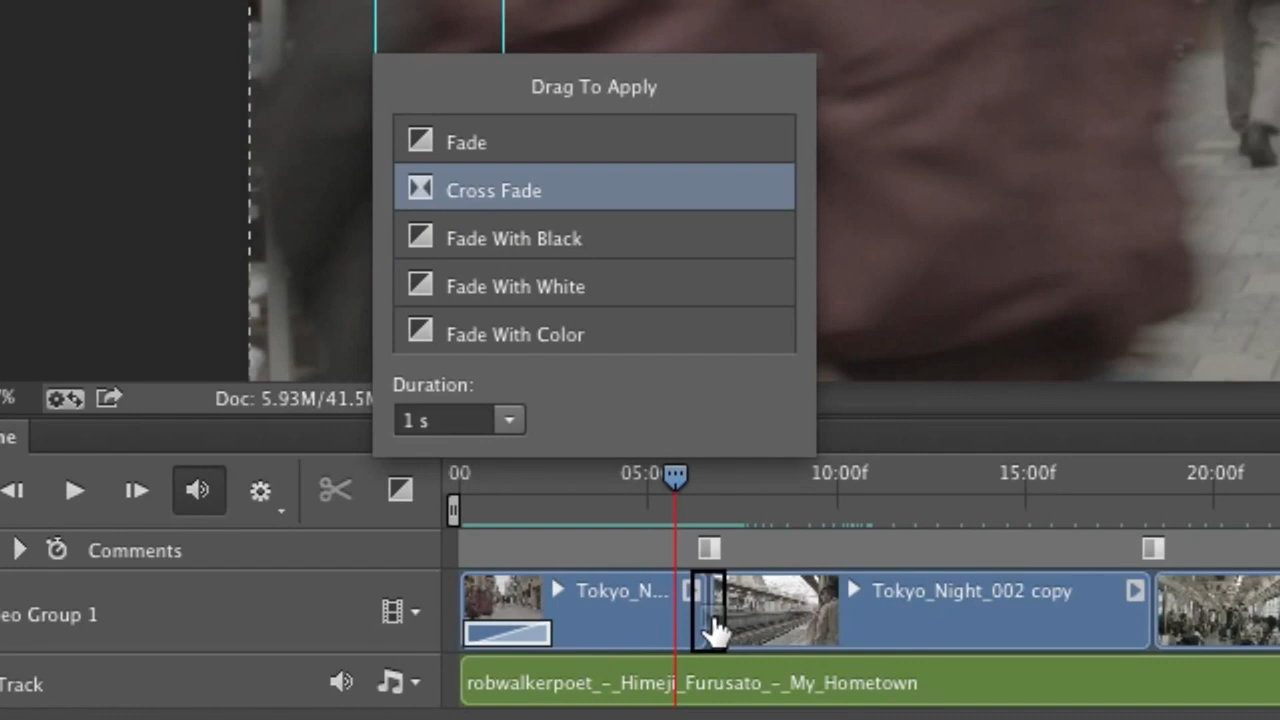 Drag To Apply
Fade
Cross Fade
Fade With Black
Fade With White
Fade With Color
Duration:
1 s
%
Doc: 5.93M/41.5M
ne
00
05:0
10:00f
15:00f
20:00f
Comments
eo Group 1
Tokyo_N...
Tokyo_Night_002 copy
Track
robwalkerpoet_-_Himeji_Furusato_-_My_Hometown